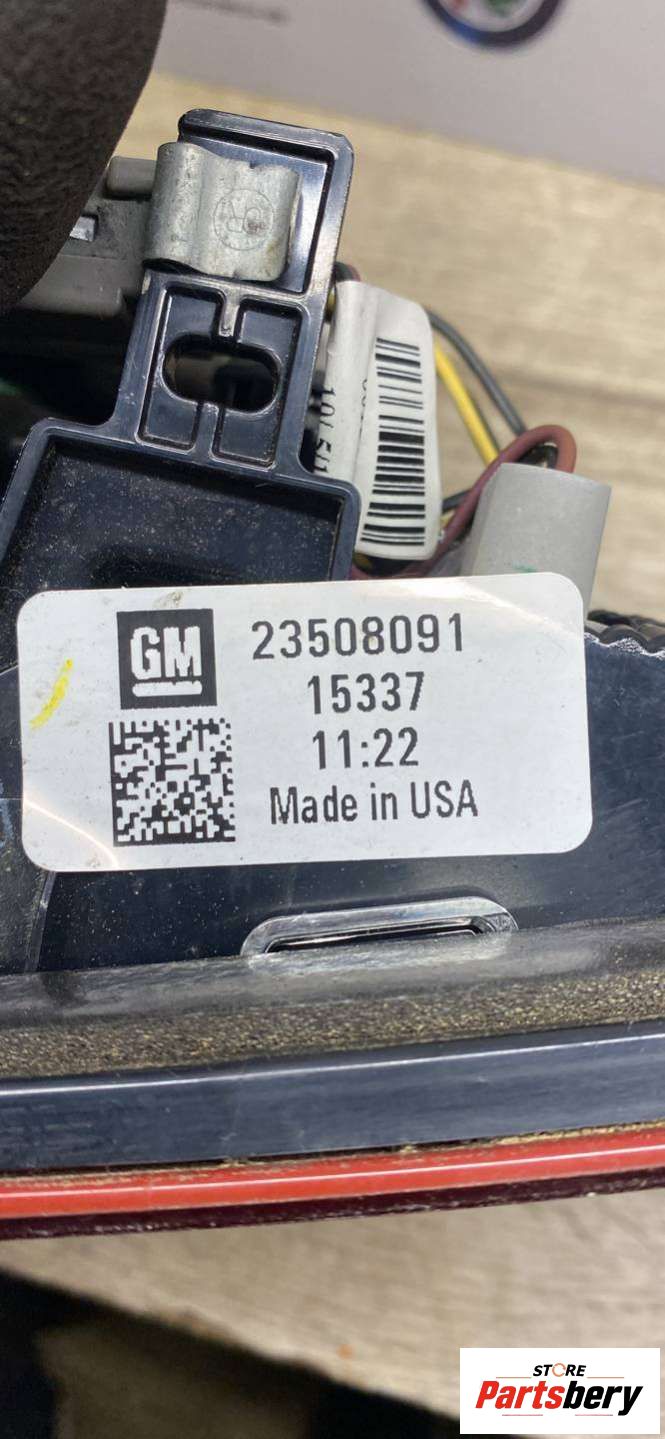 GM
23508091
15337
11:22
Made in USA
STORE
Partsbery